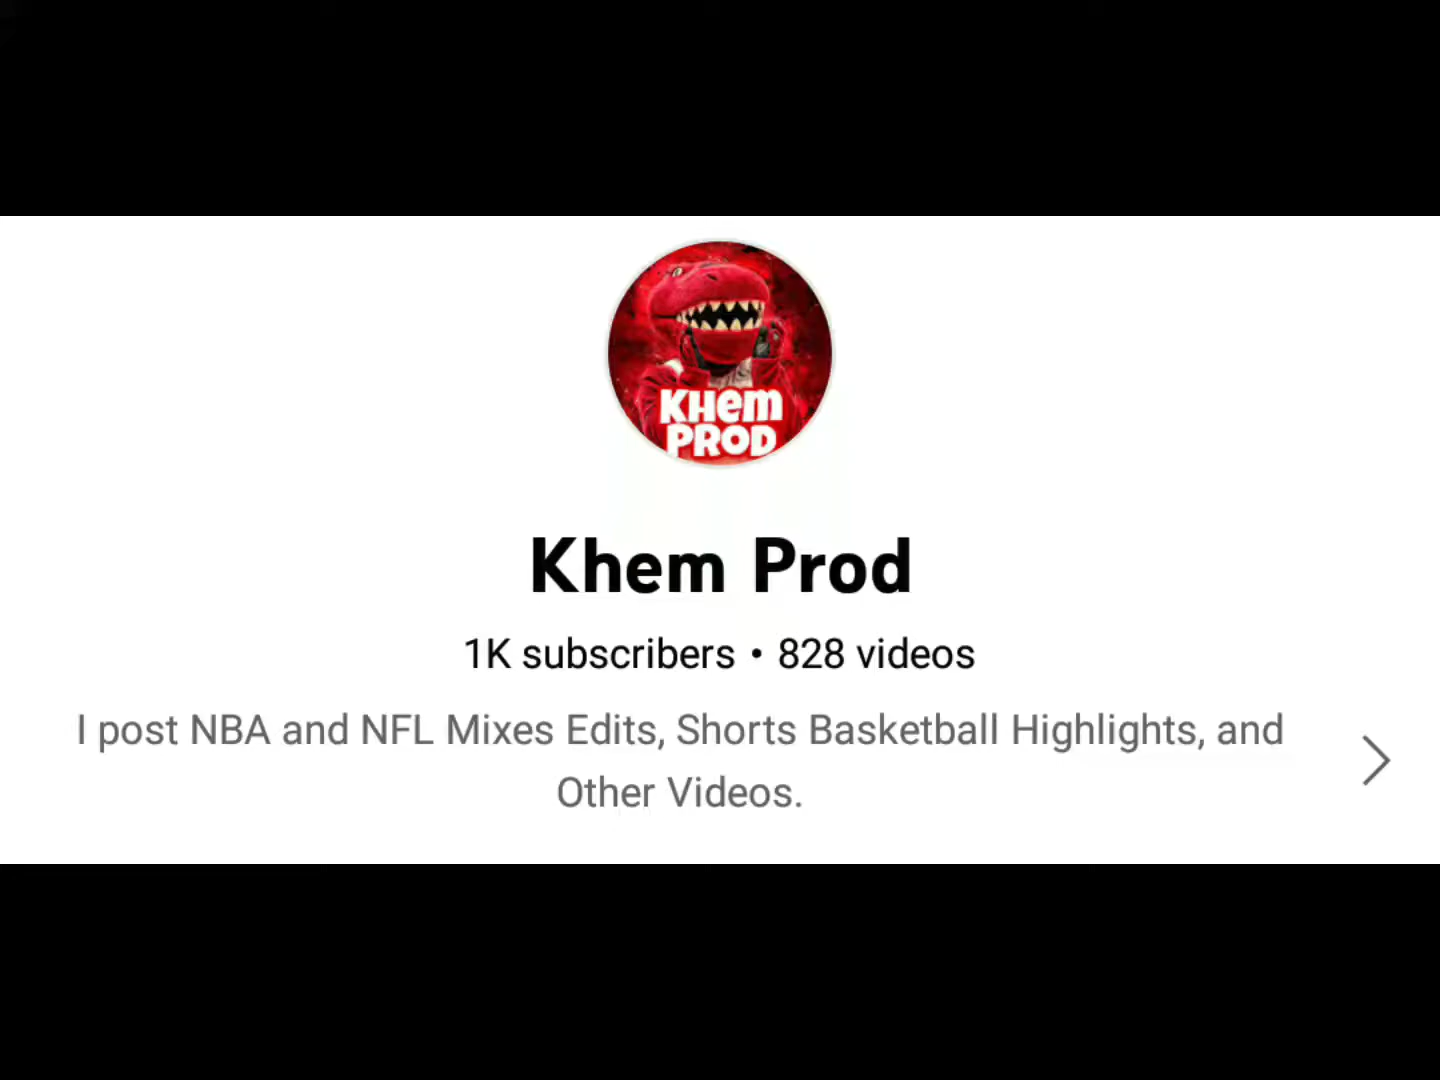 KHem
PROD
Khem Prod
1K subscribers • 828 videos
I post NBA and NFL Mixes Edits, Shorts Basketball Highlights, and
Other Videos.